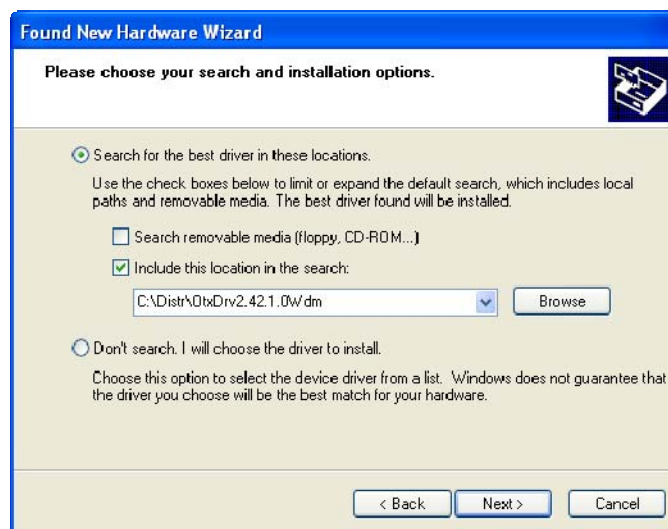 Found New Hardware Wizard
Please choose your search and installation options.
Search for the best driver in these locations.
Use the check boxes below to limit or expand the default search, which includes local
paths and removable media. The best driver found will be installed.
Search removable media (floppy, CD-ROM...)
Include this location in the search:
C:\Distr\OtxDrv2.42.1.0Wdm
Browse
Don't search. I will choose the driver to install.
Choose this option to select the device driver from a list. Windows does not guarantee that
the driver you choose will be the best match for your hardware.
< Back
Next >
Cancel